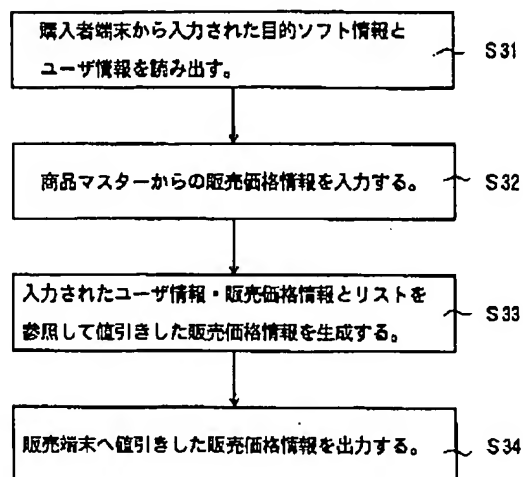 購入者端末から入力された目的ソフト情報と
ユーザ情報を読み出す。
S31
商品マスターからの販売価格情報を入力する。
S32
入力されたユーザ情報・販売価格情報とリストを
参照して値引きした販売価格情報を生成する。
S33
販売端末へ値引きした販売価格情報を出力する。
S34